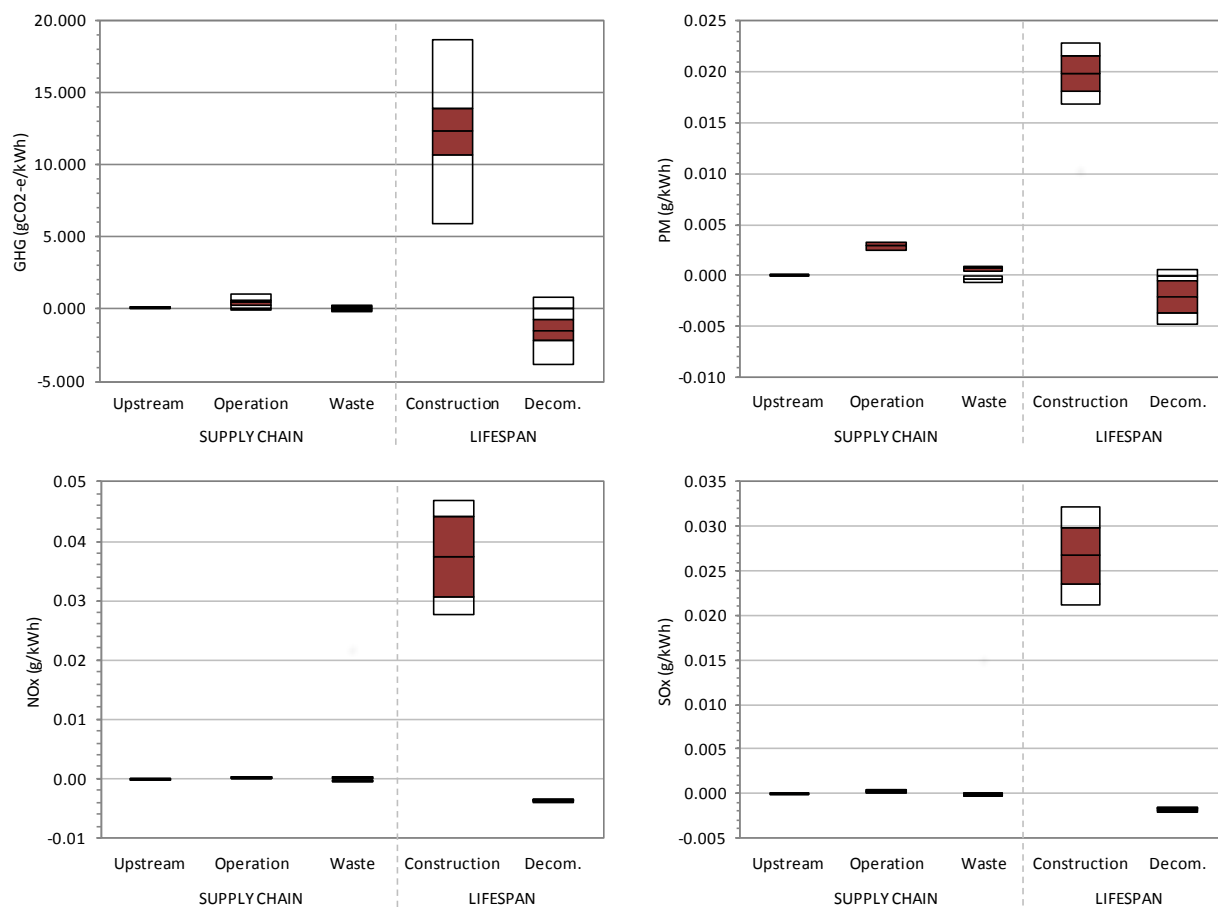 GHG (gCO2-e/kWh)
20.000
15.000
10.000
5.000
0.000
-5.000
Upstream Operation Waste Construction Decom.
SUPPLY CHAIN LIFESPAN
PM (g/kWh)
0.025
0.020
0.015
0.010
0.005
0.000
-0.005
-0.010
Upstream Operation Waste Construction Decom.
SUPPLY CHAIN LIFESPAN
NOx (g/kWh)
0.05
0.04
0.03
0.02
0.01
0.00
-0.01
Upstream Operation Waste Construction Decom.
SUPPLY CHAIN LIFESPAN
SOx (g/kWh)
0.035
0.030
0.025
0.020
0.015
0.010
0.005
0.000
-0.005
Upstream Operation Waste Construction Decom.
SUPPLY CHAIN LIFESPAN